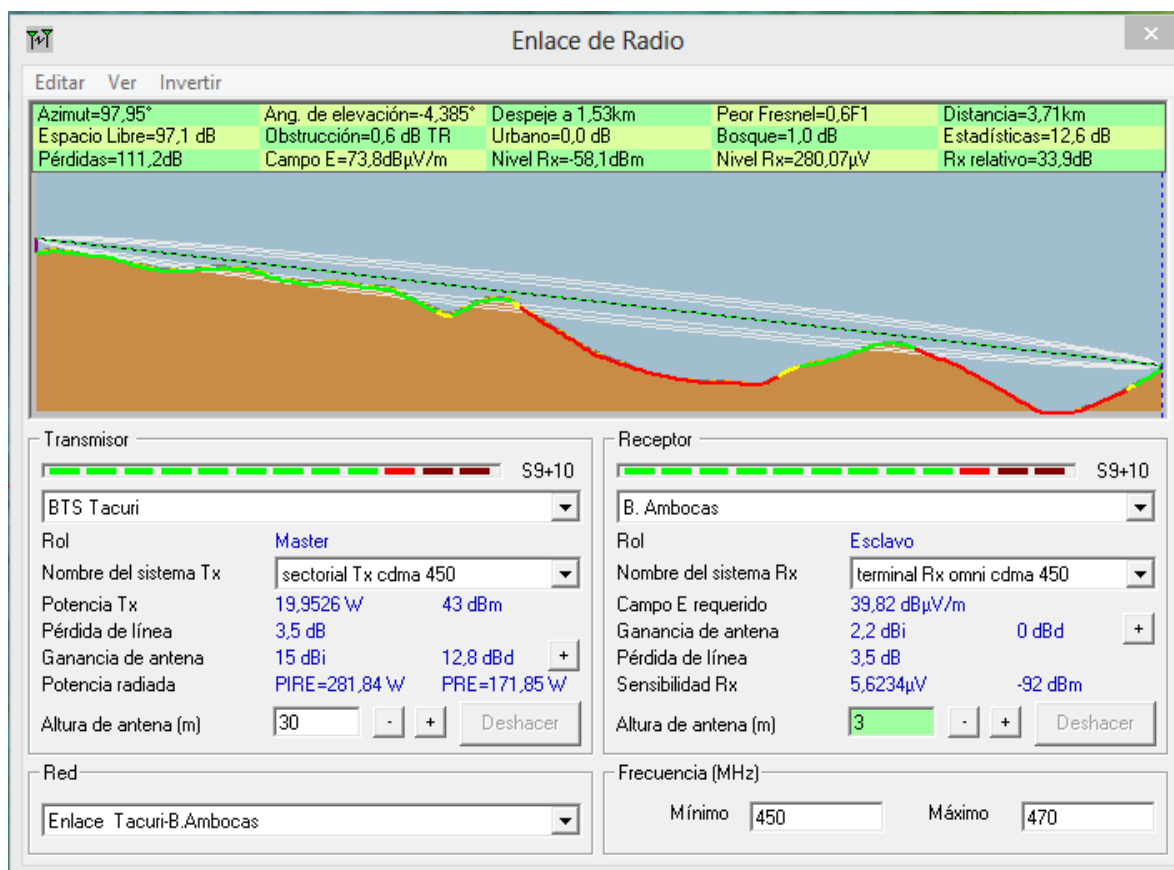 Enlace de Radio
Editar Ver Invertir
Azimut=97,95° Ang. de elevación=-4,385° Despeje a 1,53km Peor Fresnel=0,6F1 Distancia=3,71km
Espacio Libre=97,1 dB Obstrucción=0,6 dB TR Urbano=0,0 dB Bosque=1,0 dB Estadísticas=12,6 dB
Pérdidas=111,2dB Campo E=73,8dBµV/m Nivel Rx=-58,1dBm Nivel Rx=280,07µV Rx relativo=33,9dB
Transmisor
S9+10
BTS Tacuri
Rol Master
Nombre del sistema Tx sectorial Tx cdma 450
Potencia Tx 19,9526 W 43 dBm
Pérdida de línea 3,5 dB
Ganancia de antena 15 dBi 12,8 dBd +
Potencia radiada PIRE=281,84 W PRE=171,85 W
Altura de antena (m) 30 - + Deshacer
Receptor
S9+10
B. Ambocas
Rol Esclavo
Nombre del sistema Rx terminal Rx omni cdma 450
Campo E requerido 39,82 dBµV/m
Ganancia de antena 2,2 dBi 0 dBd +
Pérdida de línea 3,5 dB
Sensibilidad Rx 5,6234µV -92 dBm
Altura de antena (m) 3 - + Deshacer
Red
Enlace Tacuri-B.Ambocas
Frecuencia (MHz)
Mínimo 450 Máximo 470